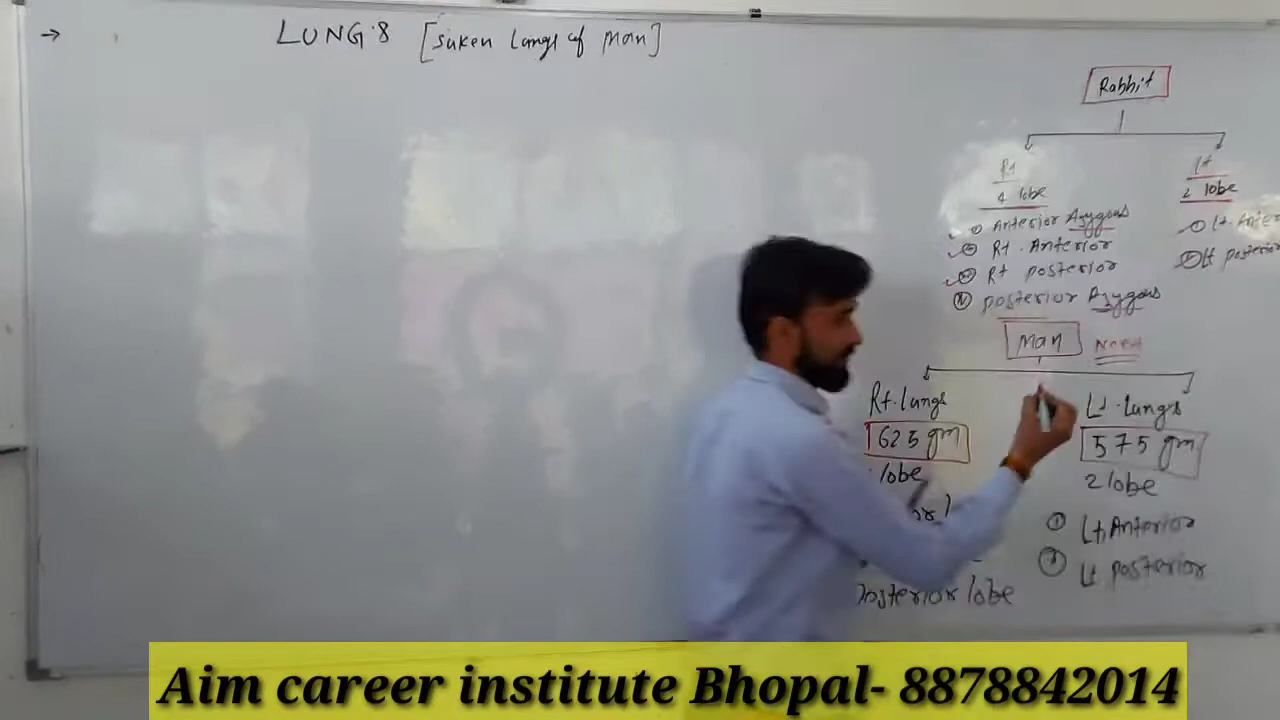 → LUNG.8 [suken lungs of man]
Rabbit
Rt
4 lobe
① Anterior Azygous
② Rt. Anterior
③ Rt posterior
④ posterior Azygous
Lt
2 lobe
① Lt. Anter
② Lt posterior
Man NCERT
Rt. lungs
625 gm
lobe
posterior lobe
Lt. lungs
575 gm
2 lobe
① Lt, Anterior
② Lt posterior
Aim career institute Bhopal- 8878842014